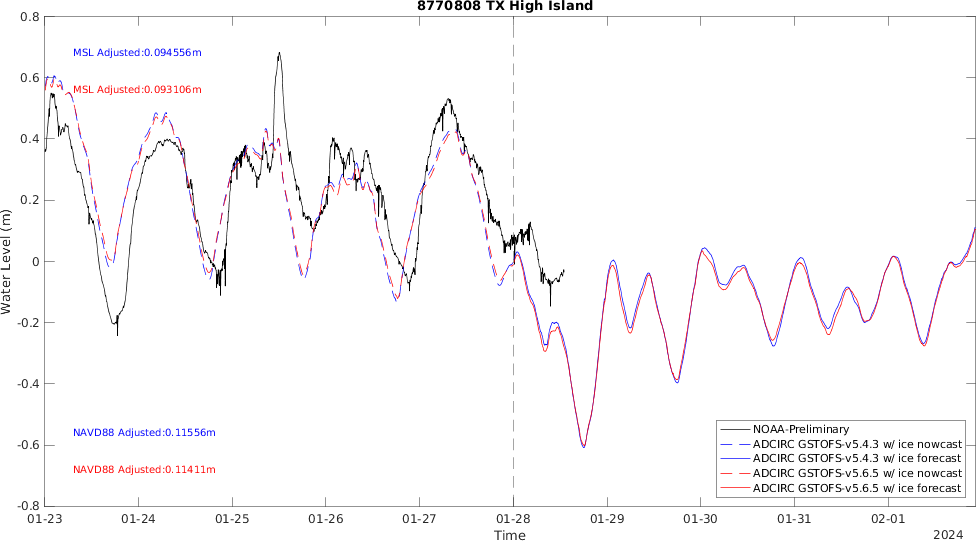 8770808 TX High Island
0.8
0.6
0.4
0.2
0
-0.2
-0.4
-0.6
-0.8
Water Level (m)
MSL Adjusted:0.094556m
MSL Adjusted:0.093106m
NAVD88 Adjusted:0.11556m
NAVD88 Adjusted:0.11411m
NOAA-Preliminary
ADCIRC GSTOFS-v5.4.3 w/ ice nowcast
ADCIRC GSTOFS-v5.4.3 w/ ice forecast
ADCIRC GSTOFS-v5.6.5 w/ ice nowcast
ADCIRC GSTOFS-v5.6.5 w/ ice forecast
01-23 01-24 01-25 01-26 01-27 01-28 01-29 01-30 01-31 02-01
Time
2024